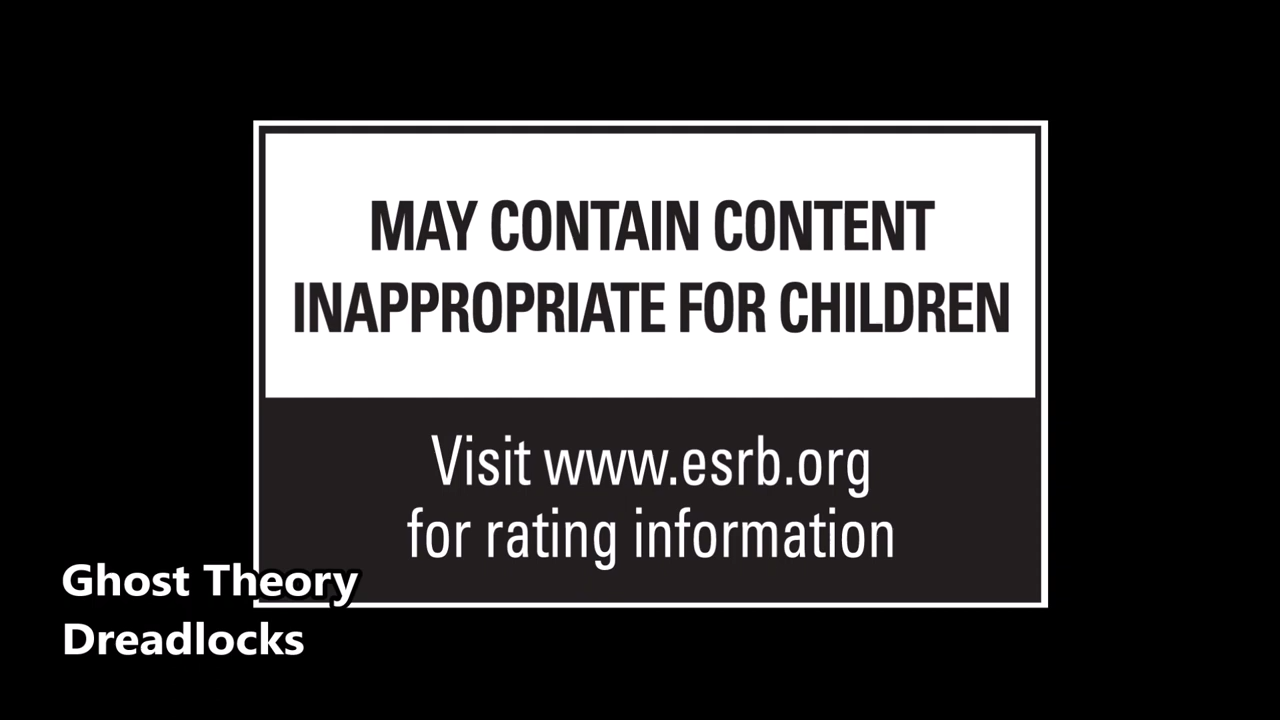 MAY CONTAIN CONTENT
INAPPROPRIATE FOR CHILDREN
Visit www.esrb.org
for rating information
Ghost Theory
Dreadlocks